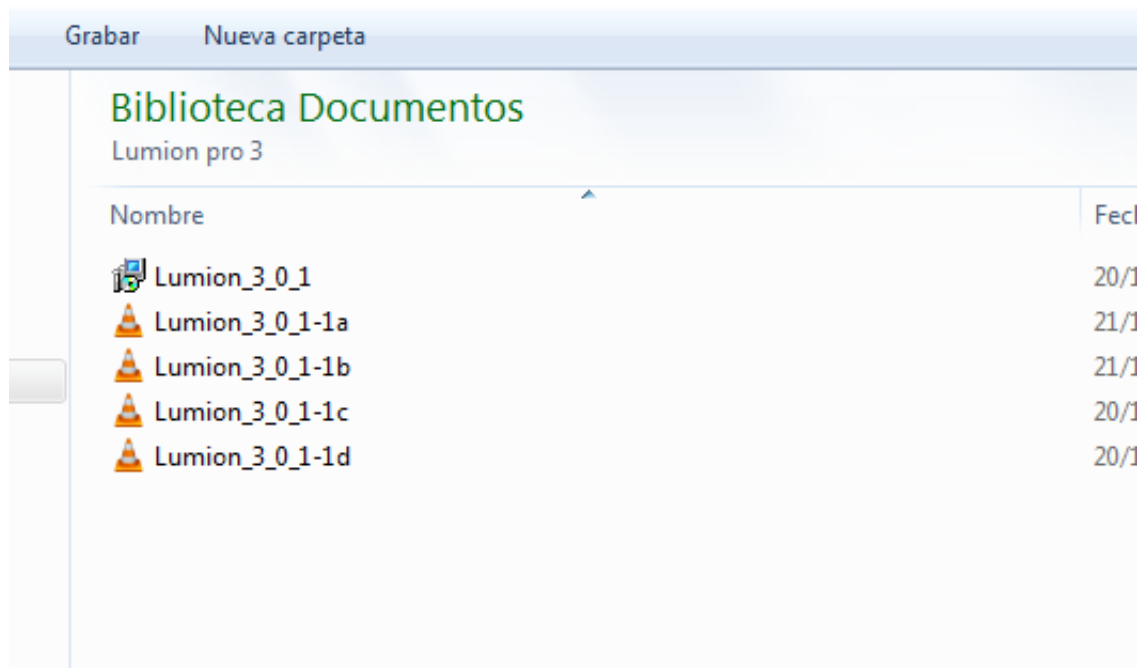 Grabar Nueva carpeta
Biblioteca Documentos
Lumion pro 3
Nombre Fech
Lumion_3_0_1 20/1
Lumion_3_0_1-1a 21/1
Lumion_3_0_1-1b 21/1
Lumion_3_0_1-1c 20/1
Lumion_3_0_1-1d 20/1